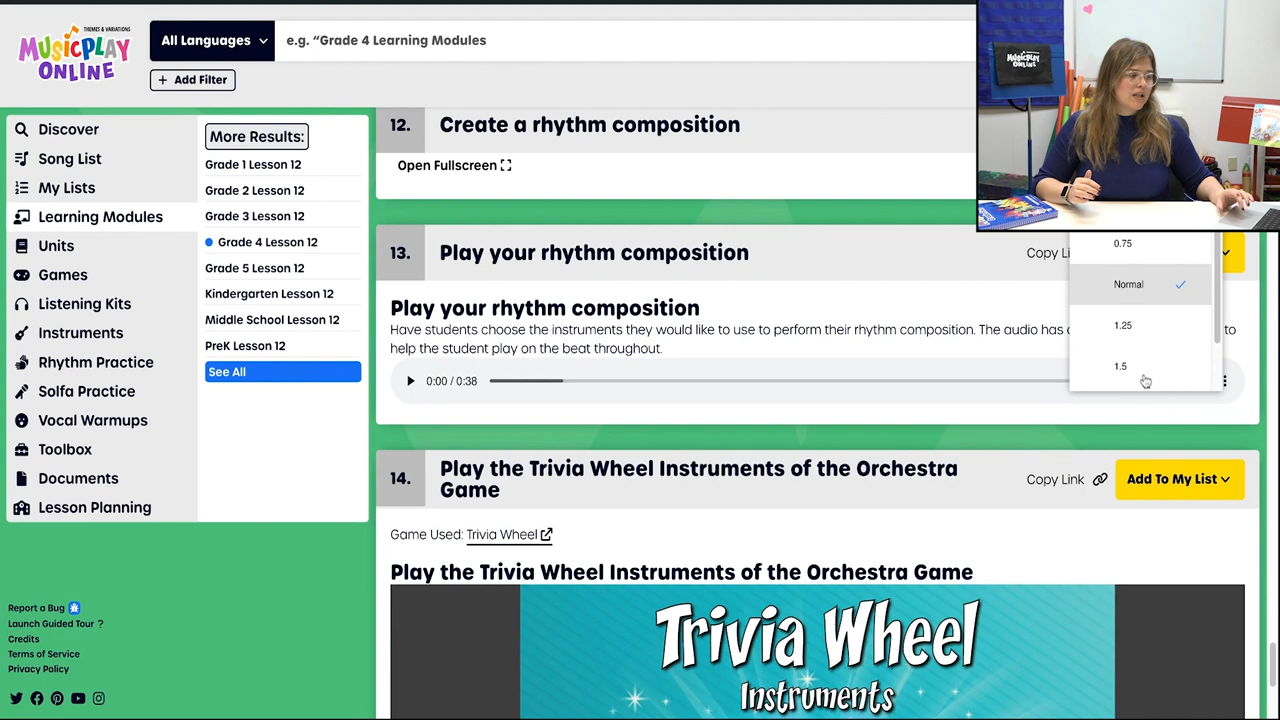 THEMES & VARIATIONS
MUSICPLAY
ONLINE
All Languages
e.g. “Grade 4 Learning Modules
+ Add Filter
Discover
Song List
My Lists
Learning Modules
Units
Games
Listening Kits
Instruments
Rhythm Practice
Solfa Practice
Vocal Warmups
Toolbox
Documents
Lesson Planning
More Results:
Grade 1 Lesson 12
Grade 2 Lesson 12
Grade 3 Lesson 12
Grade 4 Lesson 12
Grade 5 Lesson 12
Kindergarten Lesson 12
Middle School Lesson 12
PreK Lesson 12
See All
Report a Bug
Launch Guided Tour ?
Credits
Terms of Service
Privacy Policy
12. Create a rhythm composition
Open Fullscreen
13. Play your rhythm composition
Copy Li
Play your rhythm composition
Have students choose the instruments they would like to use to perform their rhythm composition. The audio has to
help the student play on the beat throughout.
0:00 / 0:38
0.75
Normal
1.25
1.5
14. Play the Trivia Wheel Instruments of the Orchestra
Game
Copy Link
Add To My List
Game Used: Trivia Wheel
Play the Trivia Wheel Instruments of the Orchestra Game
Trivia Wheel
Instruments
MUSICPLAY
ONLINE